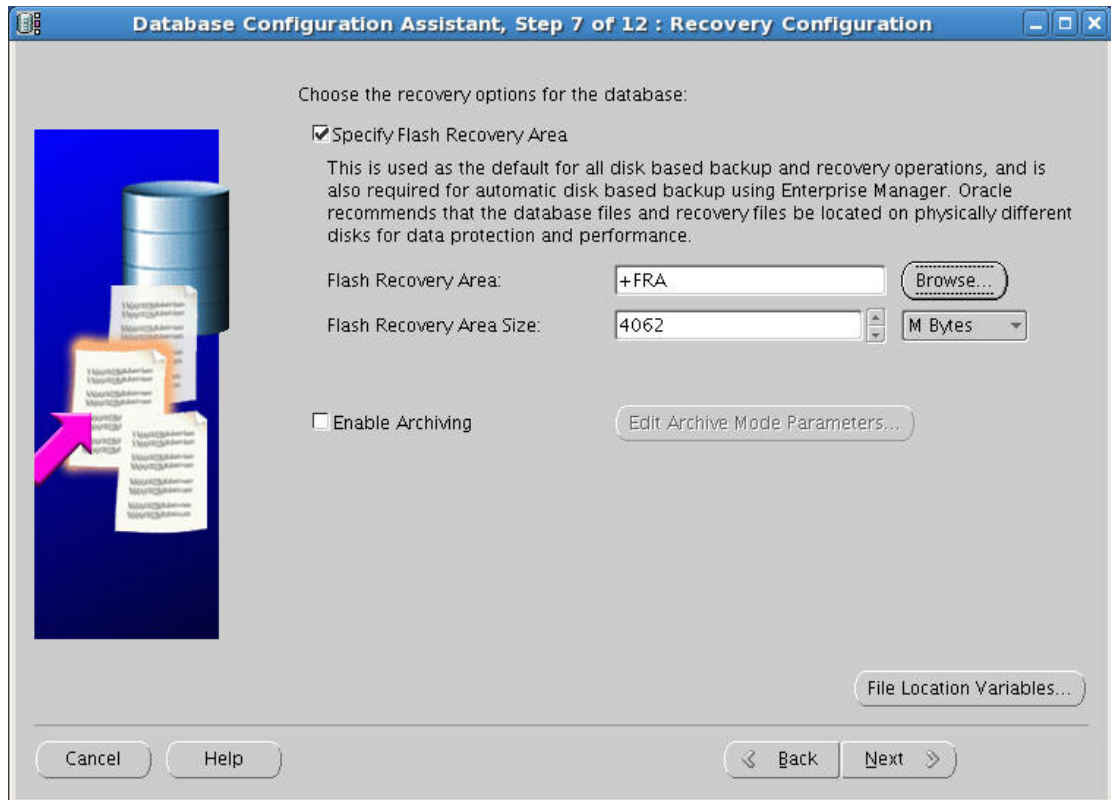 Database Configuration Assistant, Step 7 of 12 : Recovery Configuration
Choose the recovery options for the database:
Specify Flash Recovery Area
This is used as the default for all disk based backup and recovery operations, and is
also required for automatic disk based backup using Enterprise Manager. Oracle
recommends that the database files and recovery files be located on physically different
disks for data protection and performance.
Flash Recovery Area: +FRA Browse...
Flash Recovery Area Size: 4062 M Bytes
Enable Archiving Edit Archive Mode Parameters...
File Location Variables...
Cancel Help Back Next